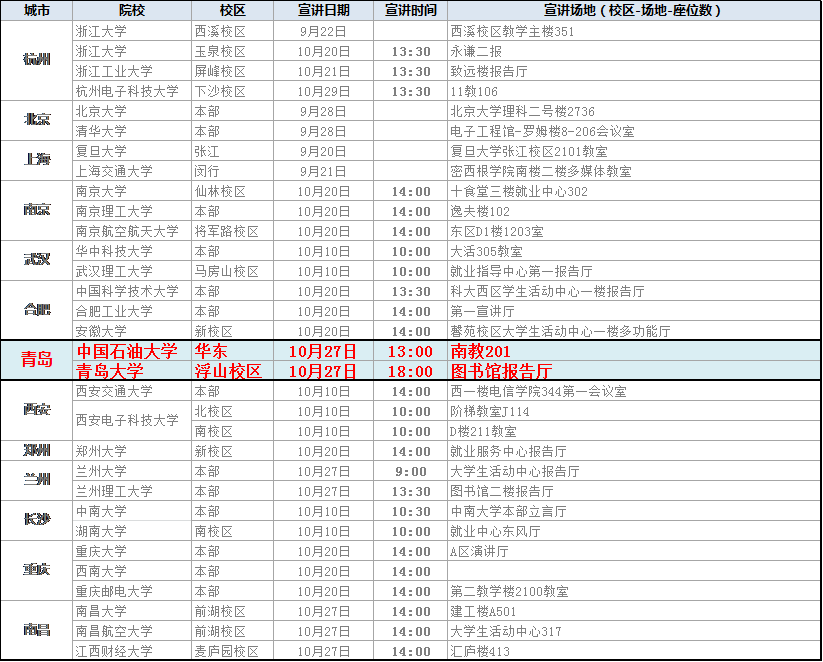 城市 院校 校区 宣讲日期 宣讲时间 宣讲场地（校区-场地-座位数）
杭州 浙江大学 西溪校区 9月22日 西溪校区教学主楼351
浙江大学 玉泉校区 10月20日 13:30 永谦二报
浙江工业大学 屏峰校区 10月21日 13:30 致远楼报告厅
杭州电子科技大学 下沙校区 10月29日 13:30 11教106
北京 北京大学 本部 9月28日 北京大学理科二号楼2736
清华大学 本部 9月28日 电子工程馆-罗姆楼8-206会议室
上海 复旦大学 张江 9月20日 复旦大学张江校区2101教室
上海交通大学 闵行 9月21日 密西根学院南楼二楼多媒体教室
南京 南京大学 仙林校区 10月20日 14:00 十食堂三楼就业中心302
南京理工大学 本部 10月20日 14:00 逸夫楼102
南京航空航天大学 将军路校区 10月20日 14:00 东区D1楼1203室
武汉 华中科技大学 本部 10月10日 10:00 大活305教室
武汉理工大学 马房山校区 10月10日 10:00 就业指导中心第一报告厅
合肥 中国科学技术大学 本部 10月20日 13:30 科大西区学生活动中心一楼报告厅
合肥工业大学 本部 10月20日 14:00 第一宣讲厅
安徽大学 新校区 10月20日 14:00 馨苑校区大学生活动中心一楼多功能厅
青岛 中国石油大学 华东 10月27日 13:00 南教201
青岛大学 浮山校区 10月27日 18:00 图书馆报告厅
西安 西安交通大学 本部 10月10日 14:00 西一楼电信学院344第一会议室
西安电子科技大学 北校区 10月10日 10:00 阶梯教室J114
南校区 10月10日 10:00 D楼211教室
郑州 郑州大学 新校区 10月20日 14:00 就业服务中心报告厅
兰州 兰州大学 本部 10月27日 9:00 大学生活动中心报告厅
兰州理工大学 本部 10月27日 13:30 图书馆二楼报告厅
长沙 中南大学 本部 10月10日 10:30 中南大学本部立言厅
湖南大学 南校区 10月10日 10:00 就业中心东风厅
重庆 重庆大学 本部 10月20日 14:00 A区演讲厅
西南大学 本部 10月20日 14:00
重庆邮电大学 本部 10月20日 14:00 第二教学楼2100教室
南昌 南昌大学 前湖校区 10月27日 14:00 建工楼A501
南昌航空大学 前湖校区 10月27日 14:00 大学生活动中心317
江西财经大学 麦庐园校区 10月27日 14:00 汇庐楼413